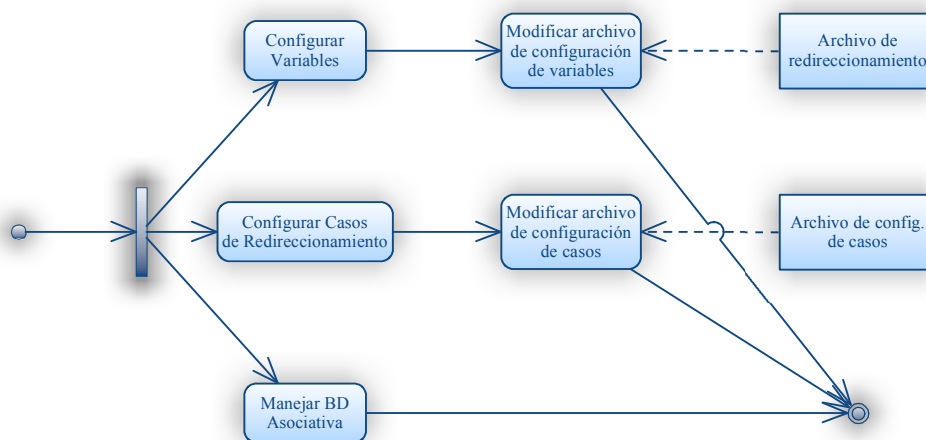 Configurar
Variables
Modificar archivo
de configuración
de variables
Archivo de
redireccionamiento
Configurar Casos
de Redireccionamiento
Modificar archivo
de configuración
de casos
Archivo de config.
de casos
Manejar BD
Asociativa